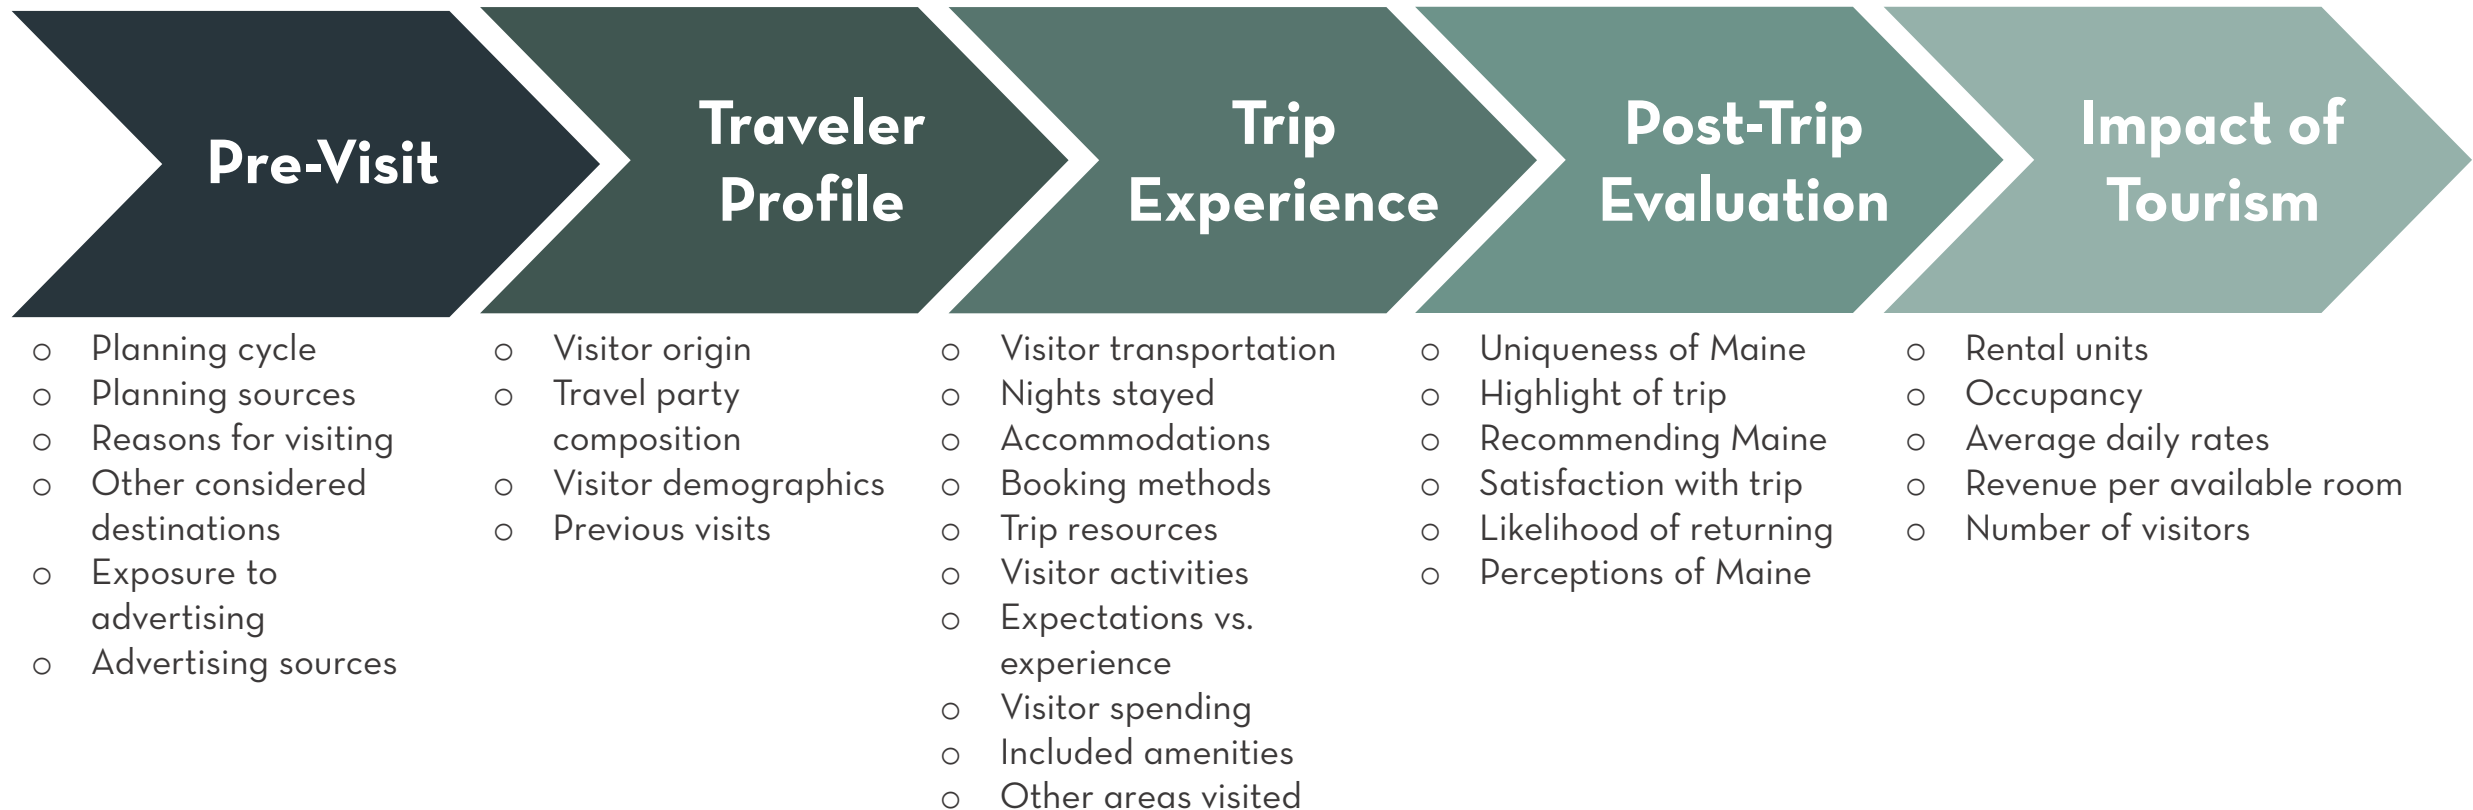 Pre-Visit
○ Planning cycle
○ Planning sources
○ Reasons for visiting
○ Other considered
destinations
○ Exposure to
advertising
○ Advertising sources
Traveler
Profile
○ Visitor origin
○ Travel party
composition
○ Visitor demographics
○ Previous visits
Trip
Experience
○ Visitor transportation
○ Nights stayed
○ Accommodations
○ Booking methods
○ Trip resources
○ Visitor activities
○ Expectations vs.
experience
○ Visitor spending
○ Included amenities
○ Other areas visited
Post-Trip
Evaluation
○ Uniqueness of Maine
○ Highlight of trip
○ Recommending Maine
○ Satisfaction with trip
○ Likelihood of returning
○ Perceptions of Maine
Impact of
Tourism
○ Rental units
○ Occupancy
○ Average daily rates
○ Revenue per available room
○ Number of visitors